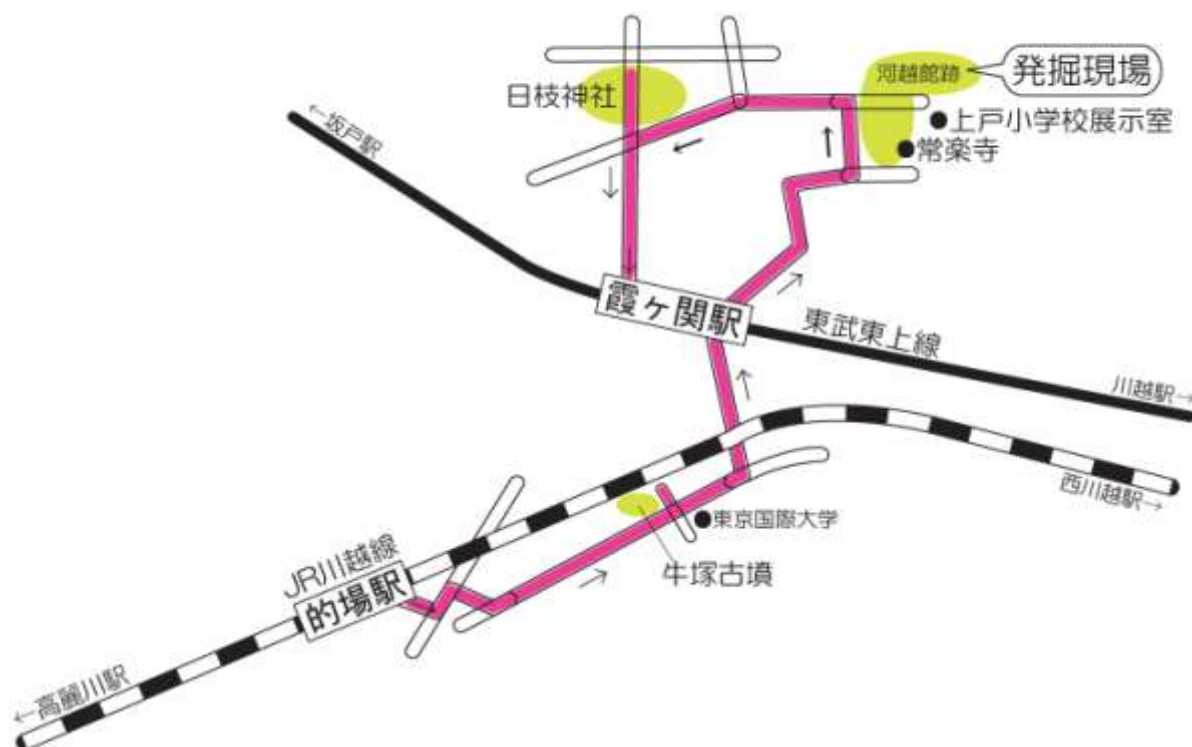 河越館跡
発掘現場
日枝神社
上戸小学校展示室
←坂戸駅
常楽寺
霞ヶ関駅
東武東上線
川越駅→
西川越駅→
東京国際大学
牛塚古墳
JR川越線
的場駅
←高麗川駅